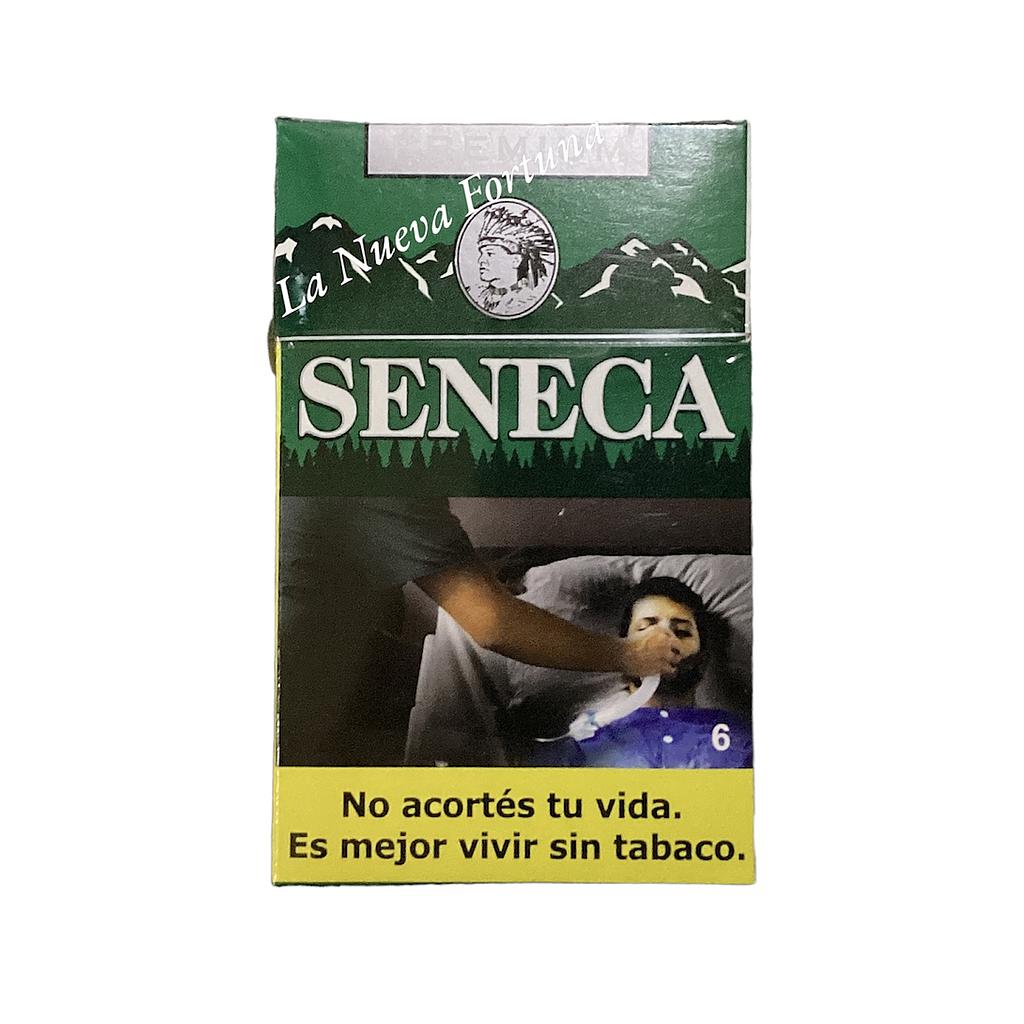 PREMIUM
La Nueva Fortuna
SENECA
6
No acortés tu vida.
Es mejor vivir sin tabaco.